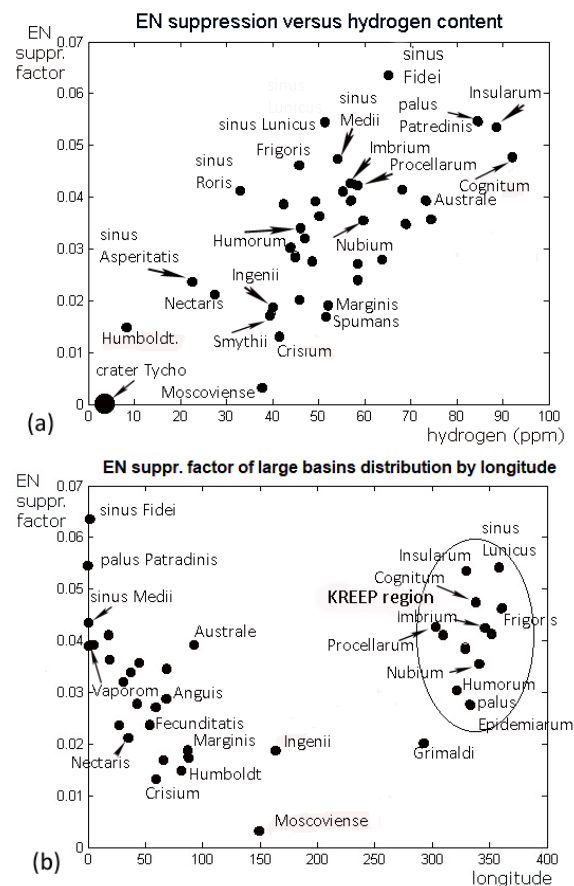 EN suppression versus hydrogen content
EN
suppr.
factor
0.07
0.06
0.05
0.04
0.03
0.02
0.01
0
sinus
Fidei
Insularum
palus
Patredinis
sinus
Medii
sinus Lunicus
Imbrium
Frigoris
Procellarum
sinus
Roris
Cognitum
Australe
Humorum
Nubium
sinus
Asperitatis
Ingenii
Nectaris
Marginis
Spumans
Smythii
Humboldt.
Crisium
crater Tycho
Moscoviense
0 10 20 30 40 50 60 70 80 90 100
hydrogen (ppm)
(a)
EN suppr. factor of large basins distribution by longitude
EN
suppr.
factor
0.07
0.06
0.05
0.04
0.03
0.02
0.01
0
sinus Fidei
sinus
Lunicus
Insularum
palus Patradinis
Cognitum
KREEP region
sinus Medii
Imbrium
Frigoris
Australe
Procellarum
Nubium
Vaporom
Anguis
Humorum
palus
Epidemiarum
Fecunditatis
Marginis
Ingenii
Nectaris
Grimaldi
Humboldt
Crisium
Moscoviense
0 50 100 150 200 250 300 350 400
longitude
(b)